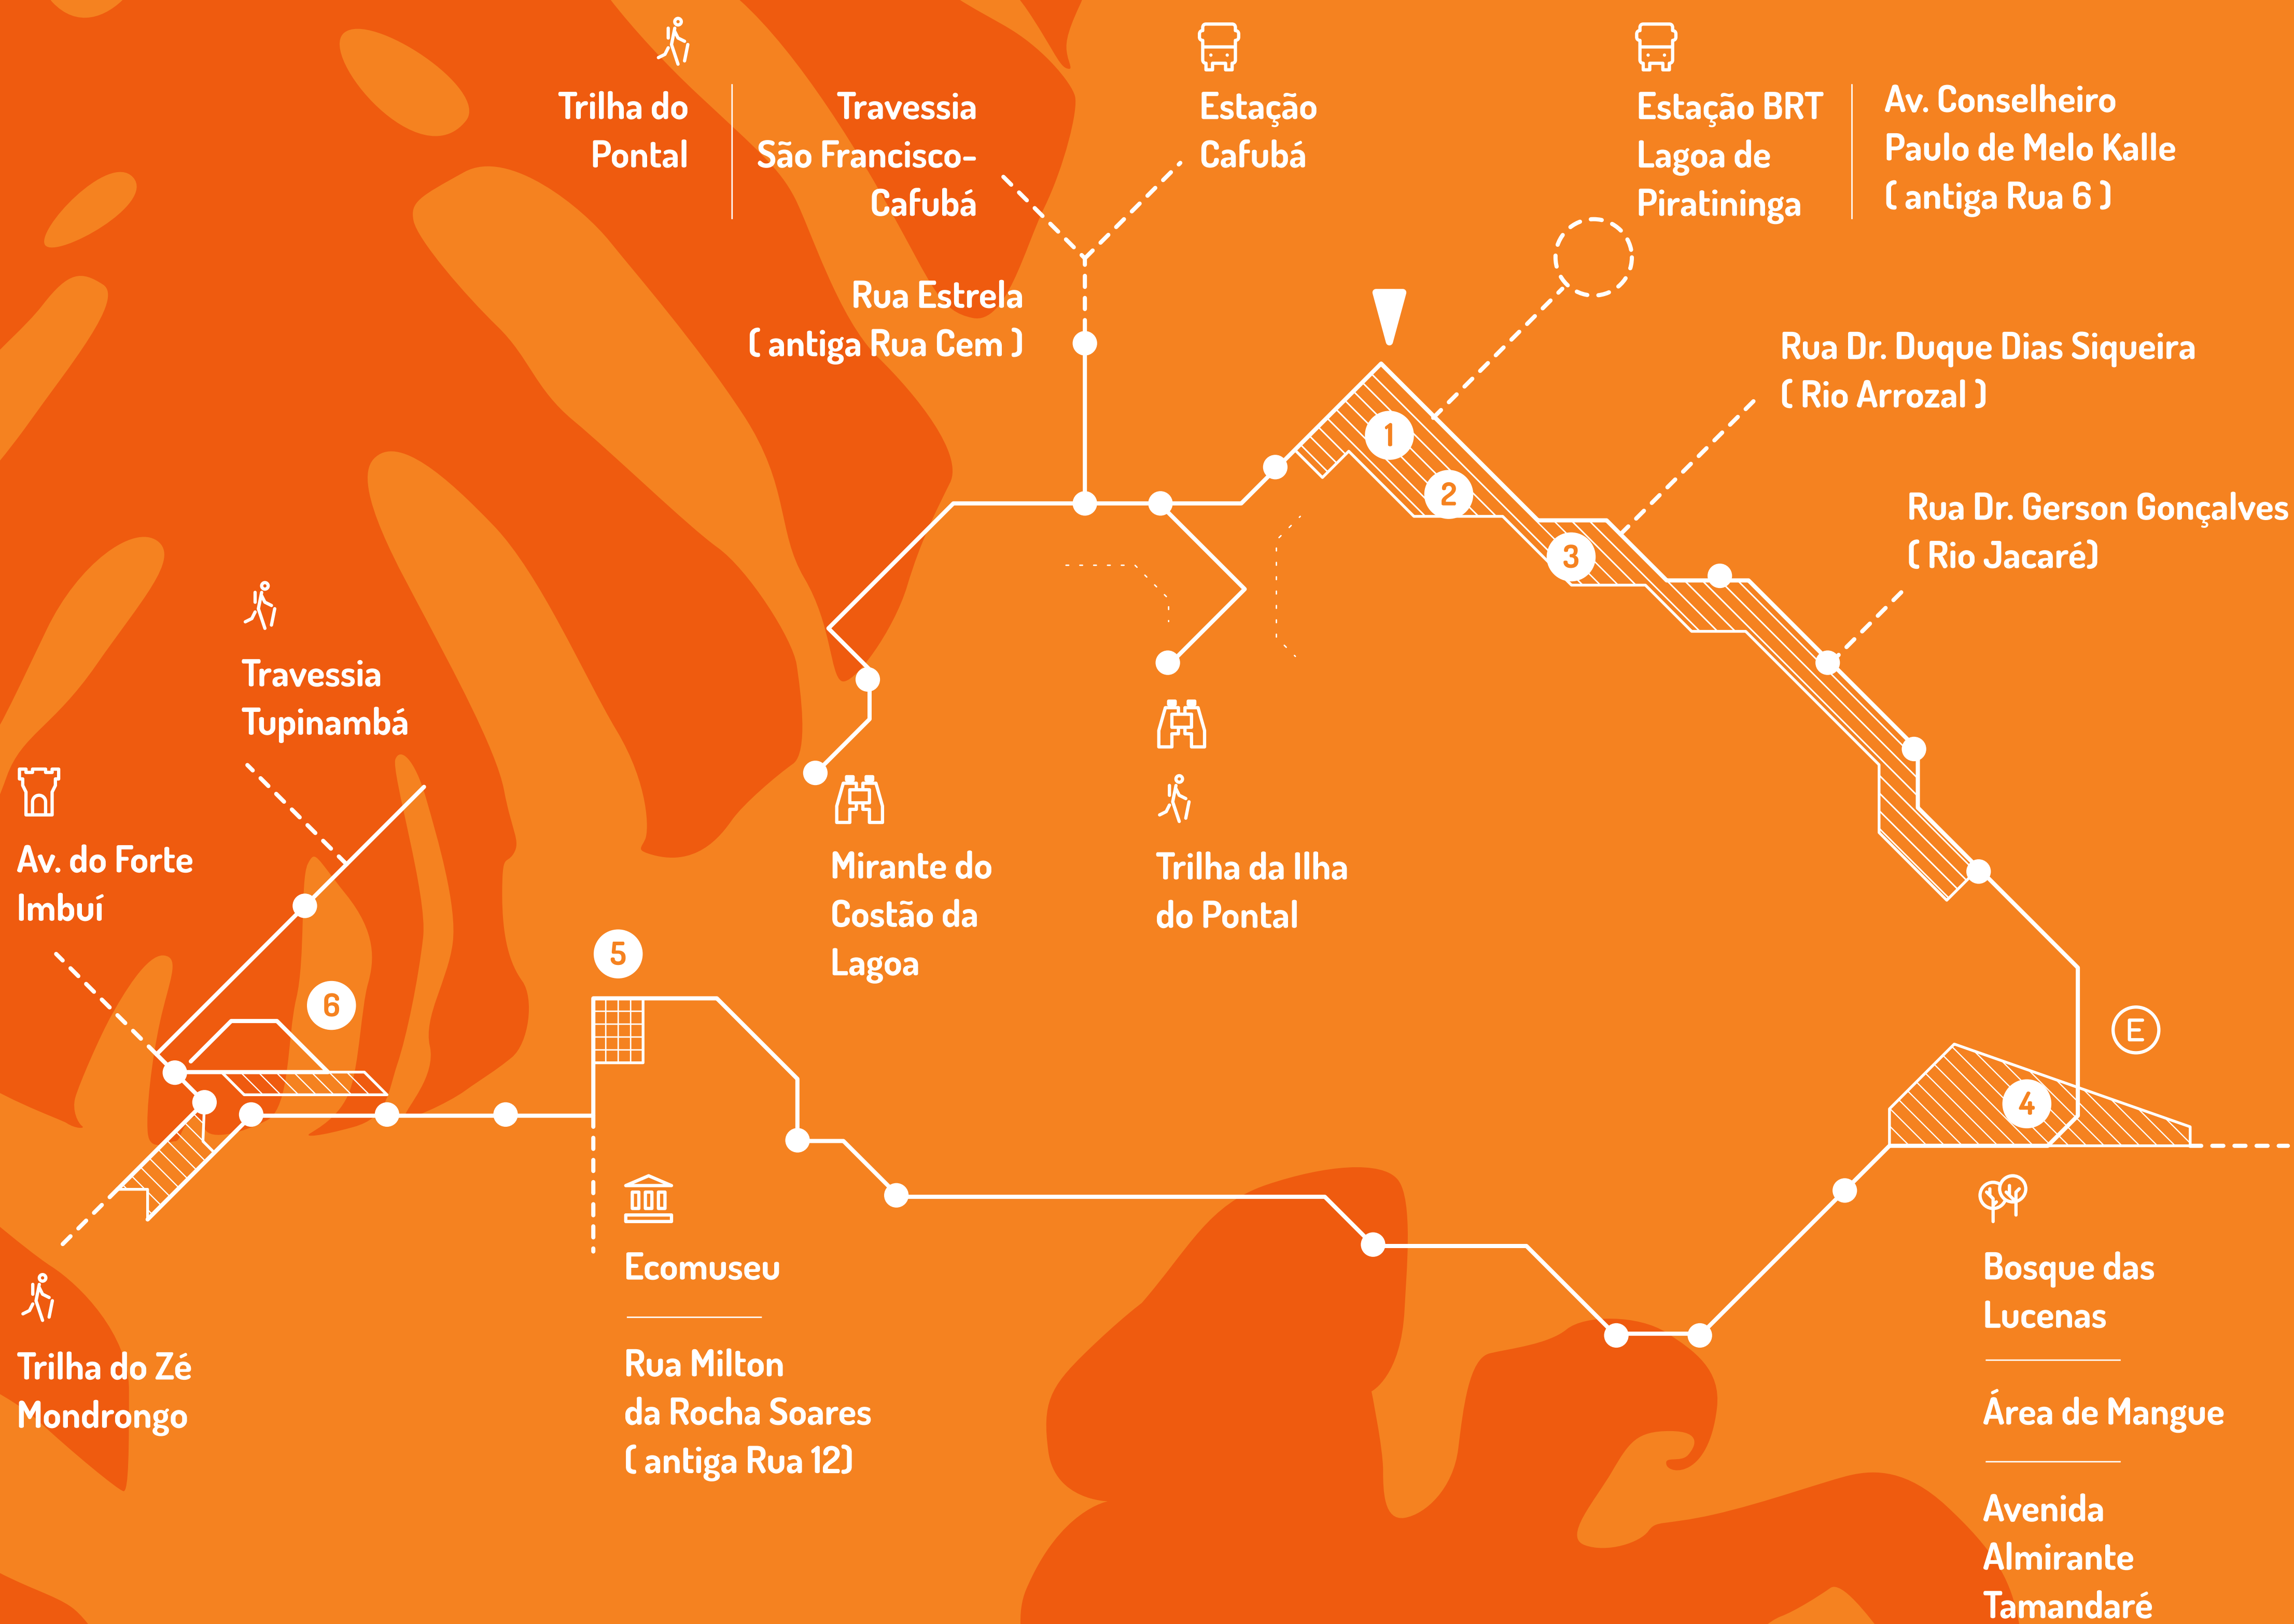 Trilha do
Pontal
Travessia
São Francisco-
Cafubá
Estação
Cafubá
Estação BRT
Lagoa de
Piratininga
Av. Conselheiro
Paulo de Melo Kalle
( antiga Rua 6 )
Rua Estrela
( antiga Rua Cem )
Rua Dr. Duque Dias Siqueira
( Rio Arrozal )
1
2
3
Rua Dr. Gerson Gonçalves
( Rio Jacaré)
Travessia
Tupinambá
Av. do Forte
Imbuí
Mirante do
Costão da
Lagoa
Trilha da Ilha
do Pontal
5
6
E
4
Ecomuseu
Rua Milton
da Rocha Soares
( antiga Rua 12)
Trilha do Zé
Mondrongo
Bosque das
Lucenas
Área de Mangue
Avenida
Almirante
Tamandaré